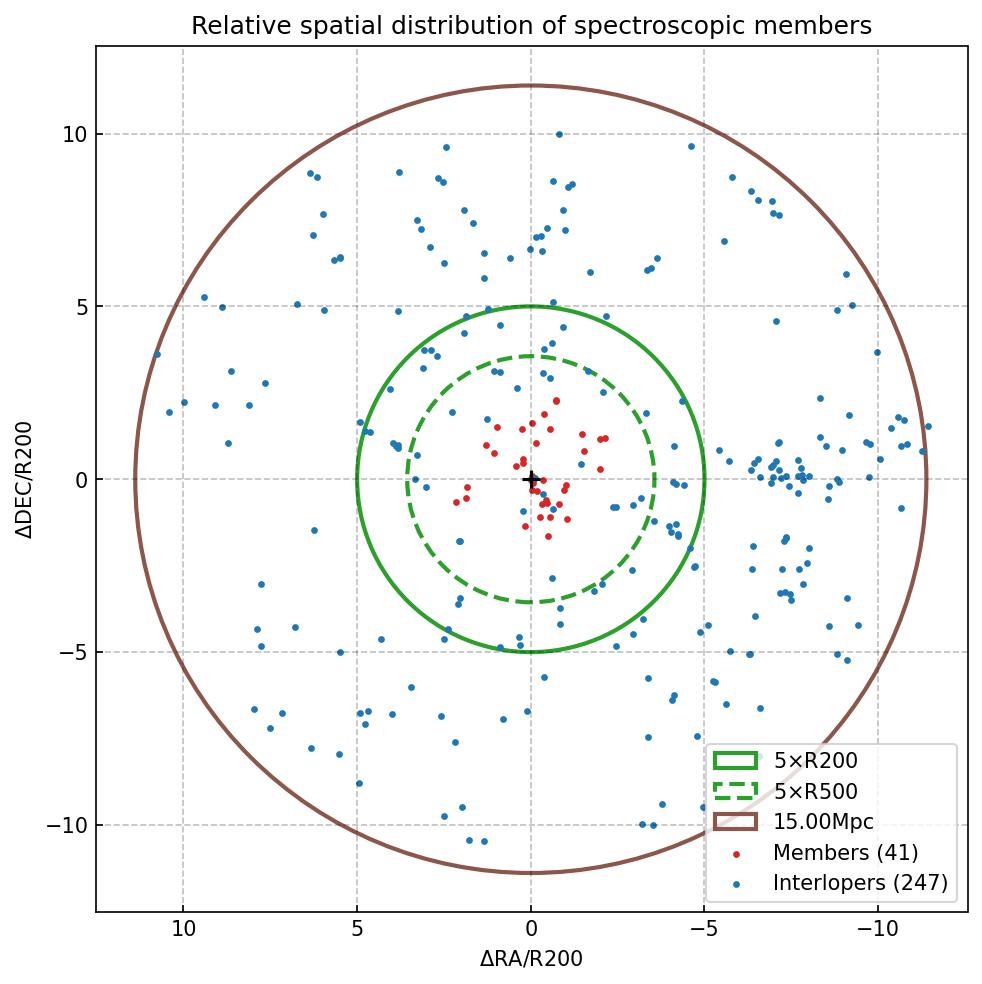 Relative spatial distribution of spectroscopic members
10
5
0
−5
−10
ΔDEC/R200
10
5
0
−5
−10
ΔRA/R200
5×R200
5×R500
15.00Mpc
Members (41)
Interlopers (247)